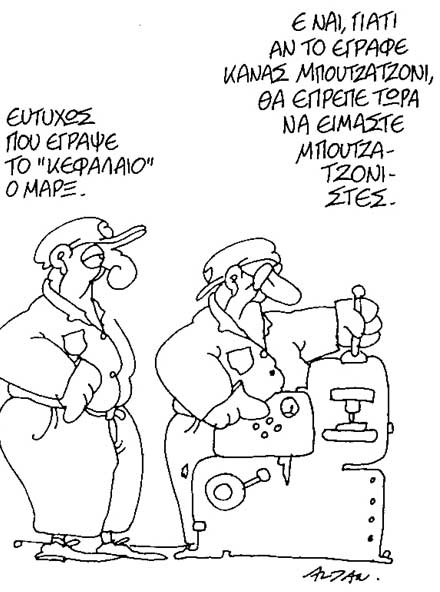 ΕΥΤΥΧΩΣ
ΠΟΥ ΕΓΡΑΨΕ
ΤΟ "ΚΕΦΑΛΑΙΟ"
Ο ΜΑΡΞ.
Ε ΝΑΙ, ΓΙΑΤΙ
ΑΝ ΤΟ ΕΓΡΑΦΕ
ΚΑΝΑΣ ΜΠΟΥΤΖΑΤΖΟΝΙ,
ΘΑ ΕΠΡΕΠΕ ΤΩΡΑ
ΝΑ ΕΙΜΑΣΤΕ
ΜΠΟΥΤΖΑ-
ΤΖΟΝΙ-
ΣΤΕΣ.
ALTAN.